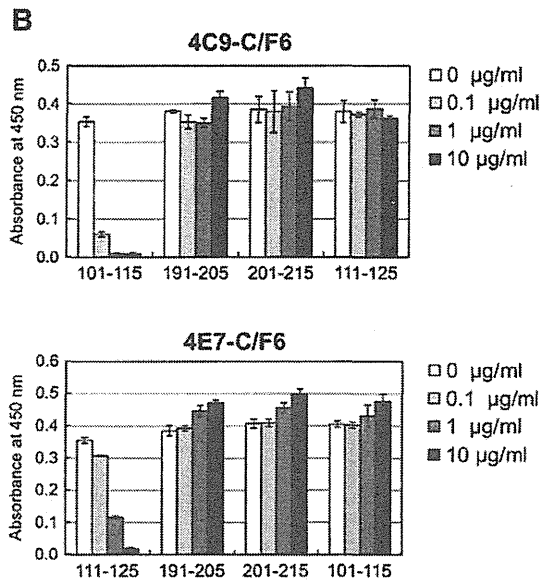 B
4C9-C/F6
Absorbance at 450 nm
0.5
0.4
0.3
0.2
0.1
0.0
101-115 191-205 201-215 111-125
0 µg/ml
0.1 µg/ml
1 µg/ml
10 µg/ml
4E7-C/F6
Absorbance at 450 nm
0.6
0.5
0.4
0.3
0.2
0.1
0.0
111-125 191-205 201-215 101-115
0 µg/ml
0.1 µg/ml
1 µg/ml
10 µg/ml